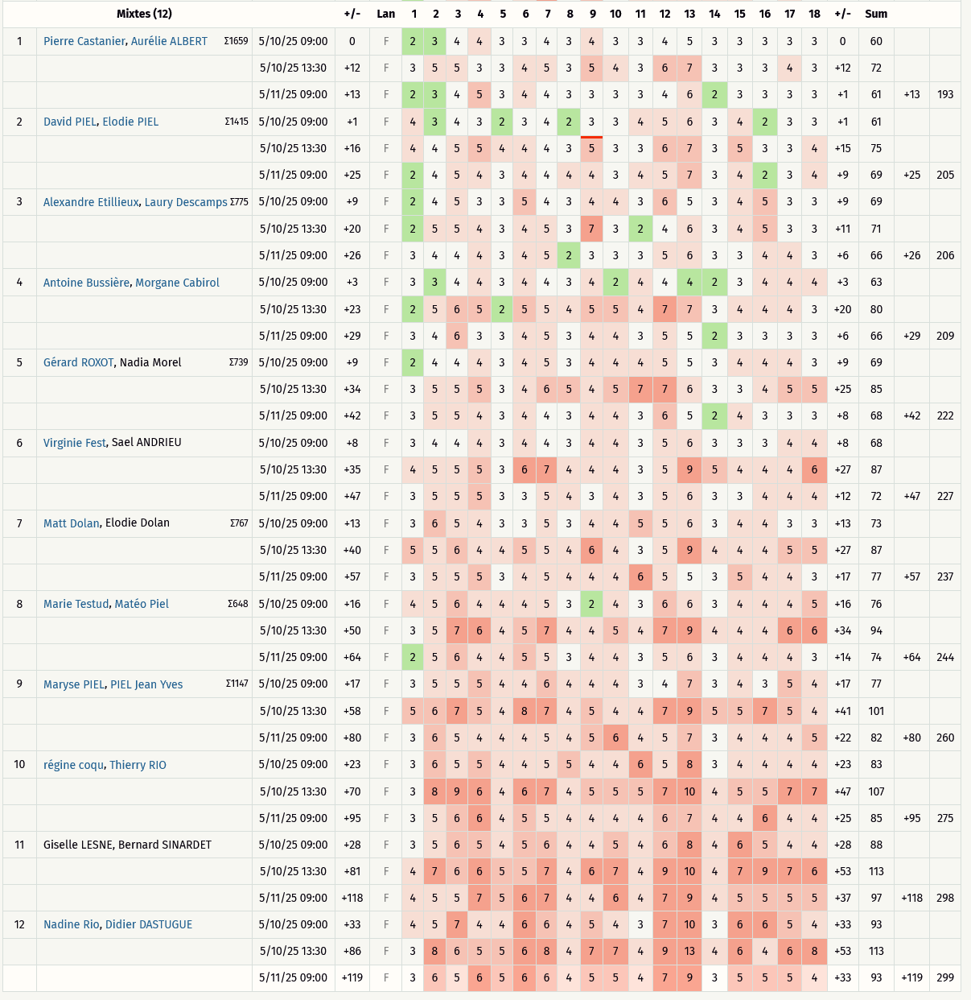 Mixtes (12) +/- Lan 1 2 3 4 5 6 7 8 9 10 11 12 13 14 15 16 17 18 +/- Sum
1 Pierre Castanier, Aurélie ALBERT Σ1659 5/10/25 09:00 0 F 2 3 4 4 3 3 4 3 4 3 3 4 5 3 3 3 3 3 0 60
5/10/25 13:30 +12 F 3 5 5 3 3 4 5 3 5 4 3 6 7 3 3 3 4 3 +12 72
5/11/25 09:00 +13 F 2 3 4 5 3 4 4 3 3 3 3 4 6 2 3 3 3 3 +1 61 +13 193
2 David PIEL, Elodie PIEL Σ1415 5/10/25 09:00 +1 F 4 3 4 3 2 3 4 2 3 3 4 5 6 3 4 2 3 3 +1 61
5/10/25 13:30 +16 F 4 4 5 5 4 4 4 3 5 3 3 6 7 3 5 3 3 4 +15 75
5/11/25 09:00 +25 F 2 4 5 4 3 4 4 4 4 3 4 5 7 3 4 2 3 4 +9 69 +25 205
3 Alexandre Etillieux, Laury Descamps Σ775 5/10/25 09:00 +9 F 2 4 5 3 3 5 4 3 4 4 3 6 5 3 4 5 3 3 +9 69
5/10/25 13:30 +20 F 2 5 5 4 3 4 5 3 7 3 2 4 6 3 4 5 3 3 +11 71
5/11/25 09:00 +26 F 3 4 4 4 3 4 5 2 3 3 3 5 6 3 3 4 4 3 +6 66 +26 206
4 Antoine Bussière, Morgane Cabirol 5/10/25 09:00 +3 F 3 3 4 4 3 4 4 3 4 2 4 4 4 2 3 4 4 4 +3 63
5/10/25 13:30 +23 F 2 5 6 5 2 5 5 4 5 5 4 7 7 3 4 4 4 3 +20 80
5/11/25 09:00 +29 F 3 4 6 3 3 4 5 3 4 4 3 5 5 2 3 3 3 3 +6 66 +29 209
5 Gérard ROXOT, Nadia Morel Σ739 5/10/25 09:00 +9 F 2 4 4 4 3 4 5 3 4 4 4 5 5 3 4 4 4 3 +9 69
5/10/25 13:30 +34 F 3 5 5 5 3 4 6 5 4 5 7 7 6 3 3 4 5 5 +25 85
5/11/25 09:00 +42 F 3 5 5 4 3 4 4 3 4 4 3 6 5 2 4 3 3 3 +8 68 +42 222
6 Virginie Fest, Sael ANDRIEU 5/10/25 09:00 +8 F 3 4 4 4 3 4 4 3 4 4 3 5 6 3 3 3 4 4 +8 68
5/10/25 13:30 +35 F 4 5 5 5 3 6 7 4 4 4 3 5 9 5 4 4 4 6 +27 87
5/11/25 09:00 +47 F 3 5 5 5 3 3 5 4 3 4 3 5 6 3 3 4 4 4 +12 72 +47 227
7 Matt Dolan, Elodie Dolan Σ767 5/10/25 09:00 +13 F 3 6 5 4 3 3 5 3 4 4 5 5 6 3 4 4 3 3 +13 73
5/10/25 13:30 +40 F 5 5 6 4 4 5 5 4 6 4 3 5 9 4 4 4 5 5 +27 87
5/11/25 09:00 +57 F 3 5 5 5 3 4 5 4 4 4 6 5 5 3 5 4 4 3 +17 77 +57 237
8 Marie Testud, Matéo Piel Σ648 5/10/25 09:00 +16 F 4 5 6 4 4 4 5 3 2 4 3 6 6 3 4 4 4 5 +16 76
5/10/25 13:30 +50 F 3 5 7 6 4 5 7 4 4 5 4 7 9 4 4 4 6 6 +34 94
5/11/25 09:00 +64 F 2 5 6 4 4 5 5 3 4 4 3 5 6 3 4 4 4 3 +14 74 +64 244
9 Maryse PIEL, PIEL Jean Yves Σ1147 5/10/25 09:00 +17 F 3 5 5 5 4 4 6 4 4 4 3 4 7 3 4 3 5 4 +17 77
5/10/25 13:30 +58 F 5 6 7 5 4 8 7 4 5 4 4 7 9 5 5 7 5 4 +41 101
5/11/25 09:00 +80 F 3 6 5 4 4 4 5 4 5 6 4 5 7 3 4 4 4 5 +22 82 +80 260
10 régine coqu, Thierry RIO 5/10/25 09:00 +23 F 3 6 5 5 4 4 5 5 4 4 6 5 8 3 4 4 4 4 +23 83
5/10/25 13:30 +70 F 3 8 9 6 4 6 7 4 5 5 5 7 10 4 5 5 7 7 +47 107
5/11/25 09:00 +95 F 3 5 6 6 4 5 5 4 4 4 4 6 7 4 4 6 4 4 +25 85 +95 275
11 Giselle LESNE, Bernard SINARDET 5/10/25 09:00 +28 F 3 5 6 5 4 5 6 4 4 5 4 6 8 4 6 5 4 4 +28 88
5/10/25 13:30 +81 F 4 7 6 6 5 5 7 4 6 7 4 9 10 4 7 9 7 6 +53 113
5/11/25 09:00 +118 F 4 5 5 7 5 6 7 4 4 6 4 7 9 4 5 5 5 5 +37 97 +118 298
12 Nadine Rio, Didier DASTUGUE 5/10/25 09:00 +33 F 4 5 7 4 4 6 6 4 5 4 3 7 10 3 6 6 5 4 +33 93
5/10/25 13:30 +86 F 3 8 6 5 5 6 8 4 7 7 4 9 13 4 6 4 6 8 +53 113
5/11/25 09:00 +119 F 3 6 5 6 5 6 6 4 5 5 4 7 9 3 5 5 5 4 +33 93 +119 299